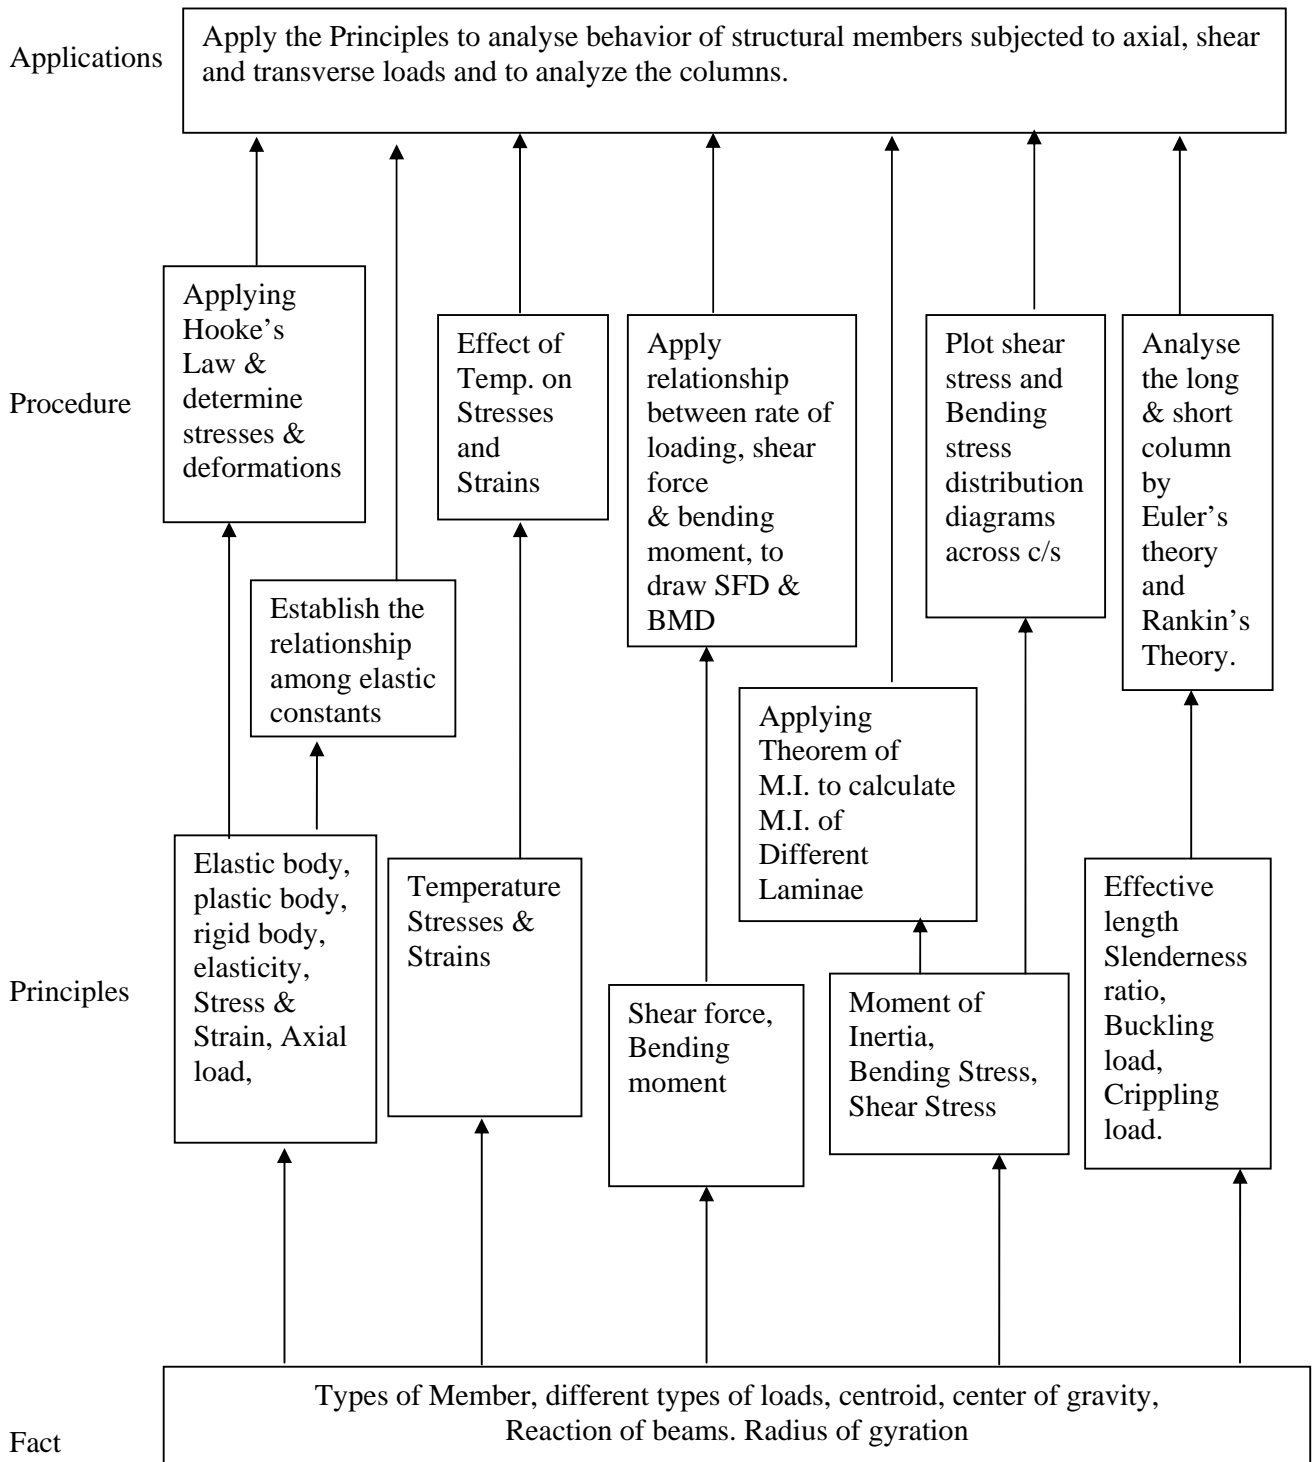 Applications
Apply the Principles to analyse behavior of structural members subjected to axial, shear
and transverse loads and to analyze the columns.
Procedure
Applying
Hooke’s
Law &
determine
stresses &
deformations
Establish the
relationship
among elastic
constants
Effect of
Temp. on
Stresses
and
Strains
Apply
relationship
between rate of
loading, shear
force
& bending
moment, to
draw SFD &
BMD
Applying
Theorem of
M.I. to calculate
M.I. of
Different
Laminae
Plot shear
stress and
Bending
stress
distribution
diagrams
across c/s
Analyse
the long
& short
column
by
Euler’s
theory
and
Rankin’s
Theory.
Principles
Elastic body,
plastic body,
rigid body,
elasticity,
Stress &
Strain, Axial
load,
Temperature
Stresses &
Strains
Shear force,
Bending
moment
Moment of
Inertia,
Bending Stress,
Shear Stress
Effective
length
Slenderness
ratio,
Buckling
load,
Crippling
load.
Fact
Types of Member, different types of loads, centroid, center of gravity,
Reaction of beams. Radius of gyration